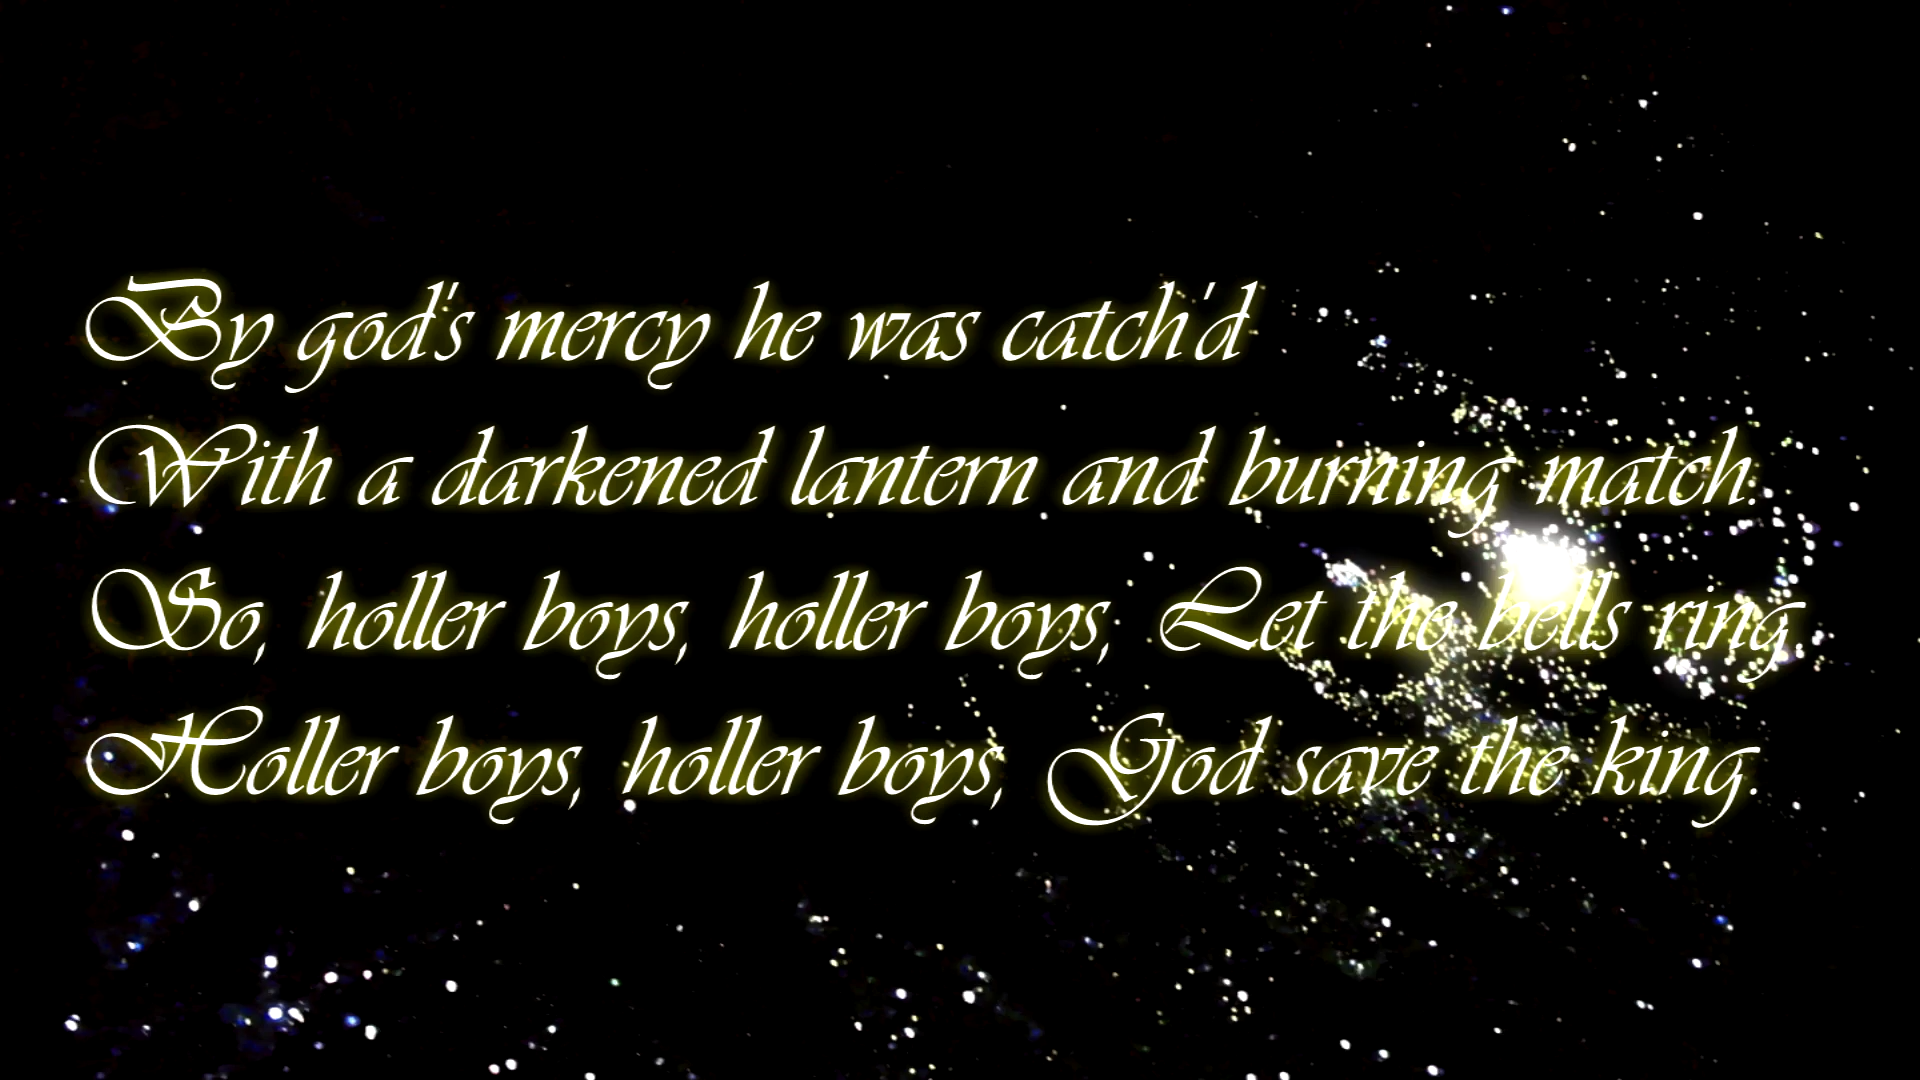 By god's mercy he was catch'd
With a darkened lantern and burning match.
So, holler boys, holler boys, Let the bells ring.
Holler boys, holler boys, God save the king.